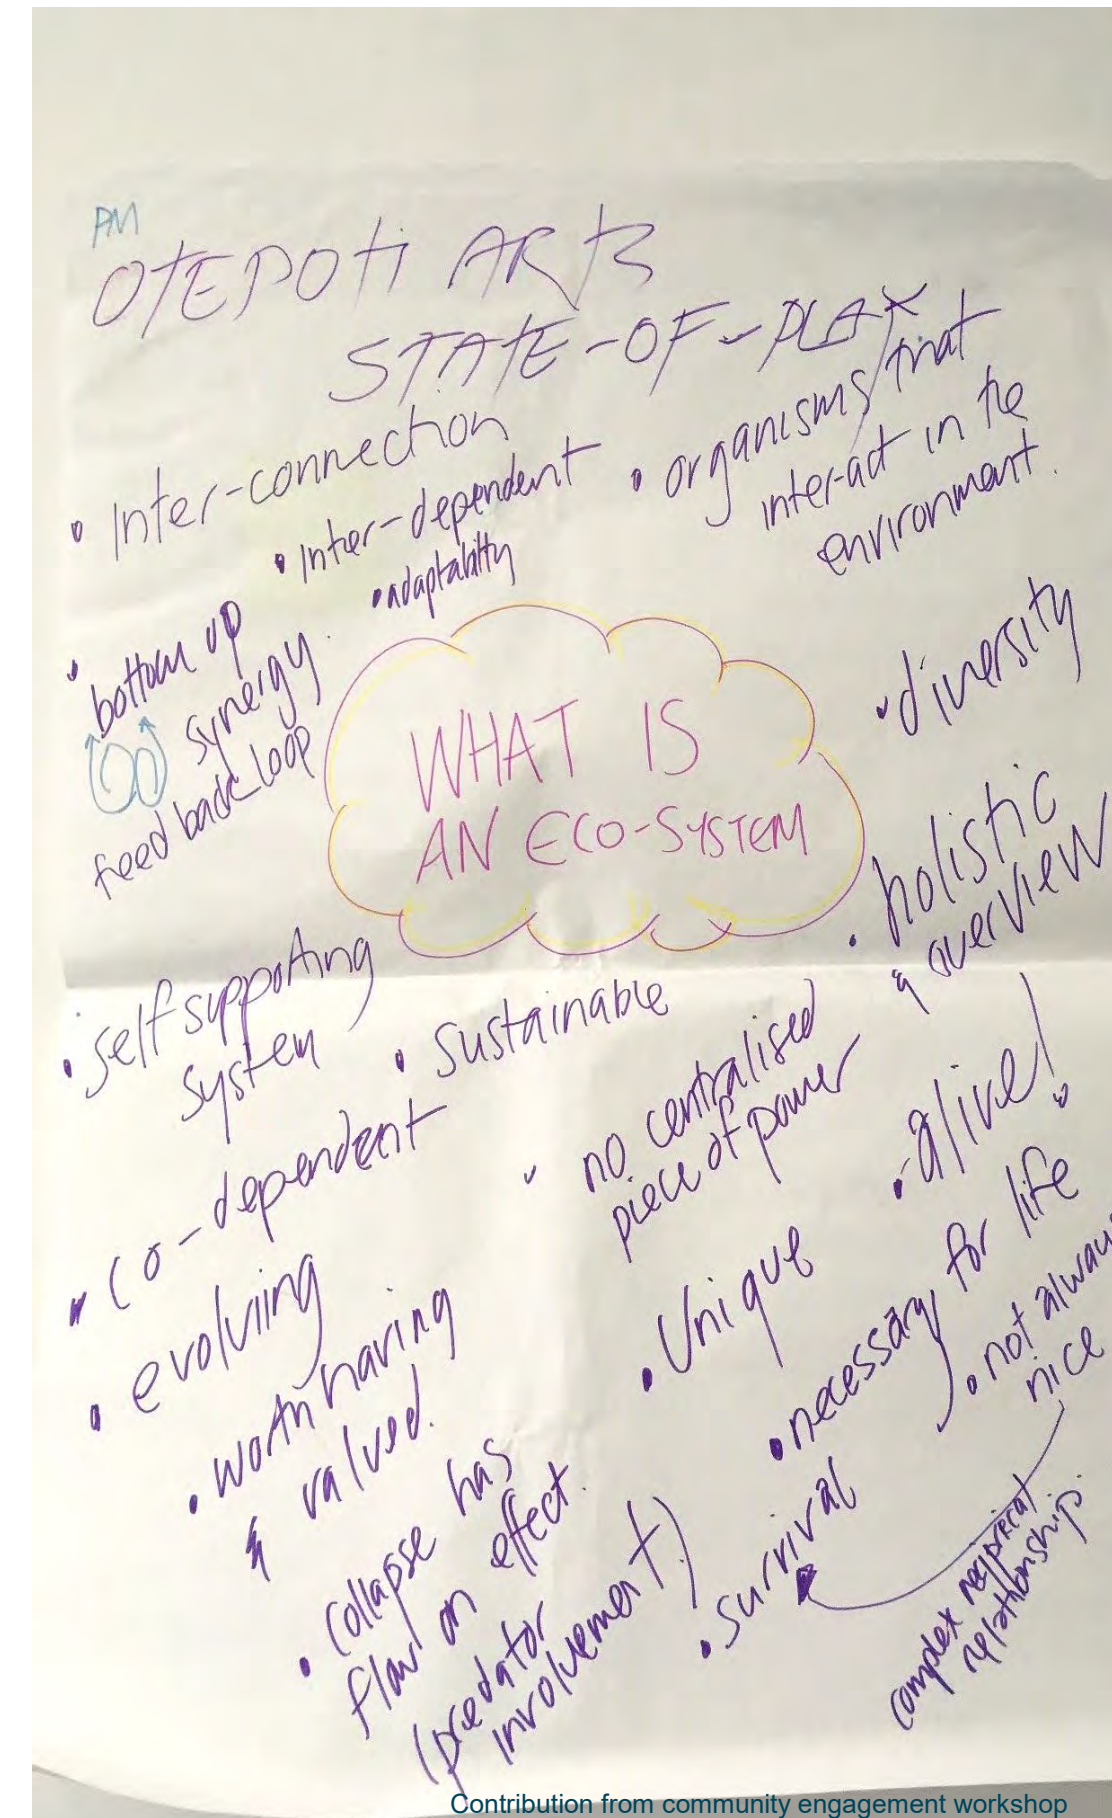 PM
OTEPOTI ARTS
STATE-OF-PLAY
• Inter-connection
• Inter-dependent
• adaptability
• organisms that
inter-act in the
environment.
• bottom up
synergy.
feed back loop
WHAT IS
AN ECO-SYSTEM
• diversity
• holistic
& overview
• self supporting
system
• sustainable
• no centralised
piece of power
• alive!
• co-dependent
• evolving
• worth having
& valued.
• Unique
• necessary for life
• not always
nice
• collapse has
flow on effect.
(predator
involvement)
• survival
complex reciprocal
relationships.
Contribution from community engagement workshop